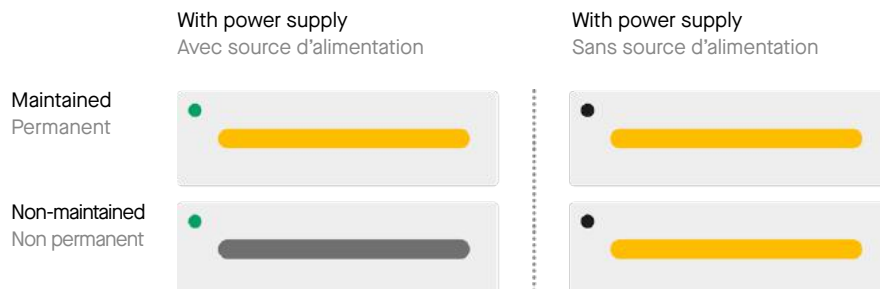 With power supply
Avec source d'alimentation
With power supply
Sans source d'alimentation
Maintained
Permanent
Non-maintained
Non permanent